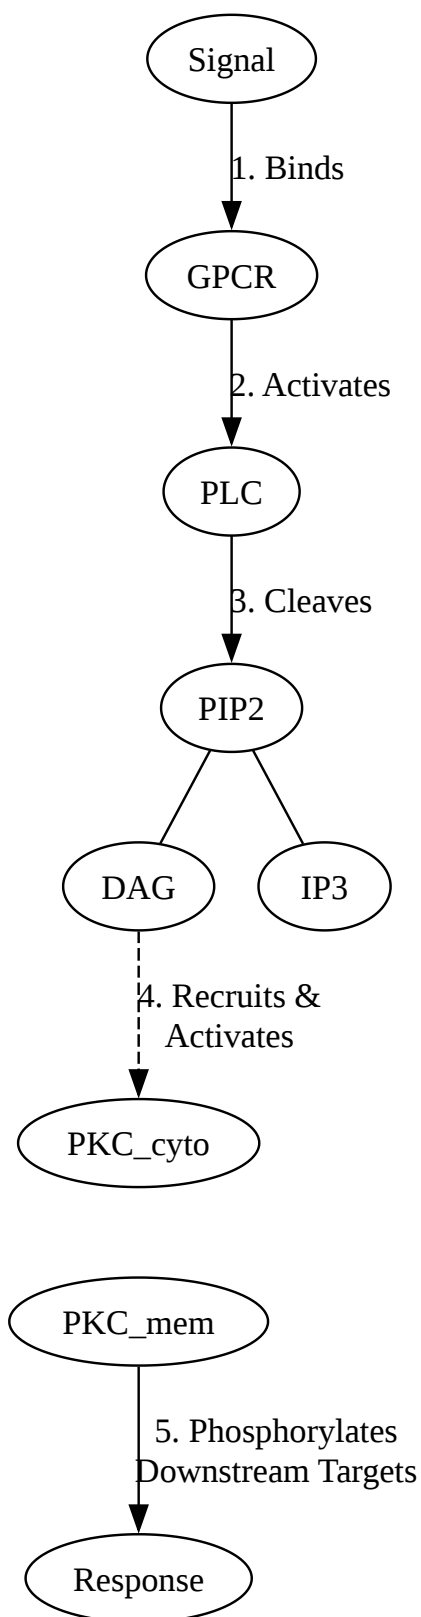 Signal
1. Binds
GPCR
2. Activates
PLC
3. Cleaves
PIP2
DAG
IP3
4. Recruits &
Activates
PKC_cyto
PKC_mem
5. Phosphorylates
Downstream Targets
Response